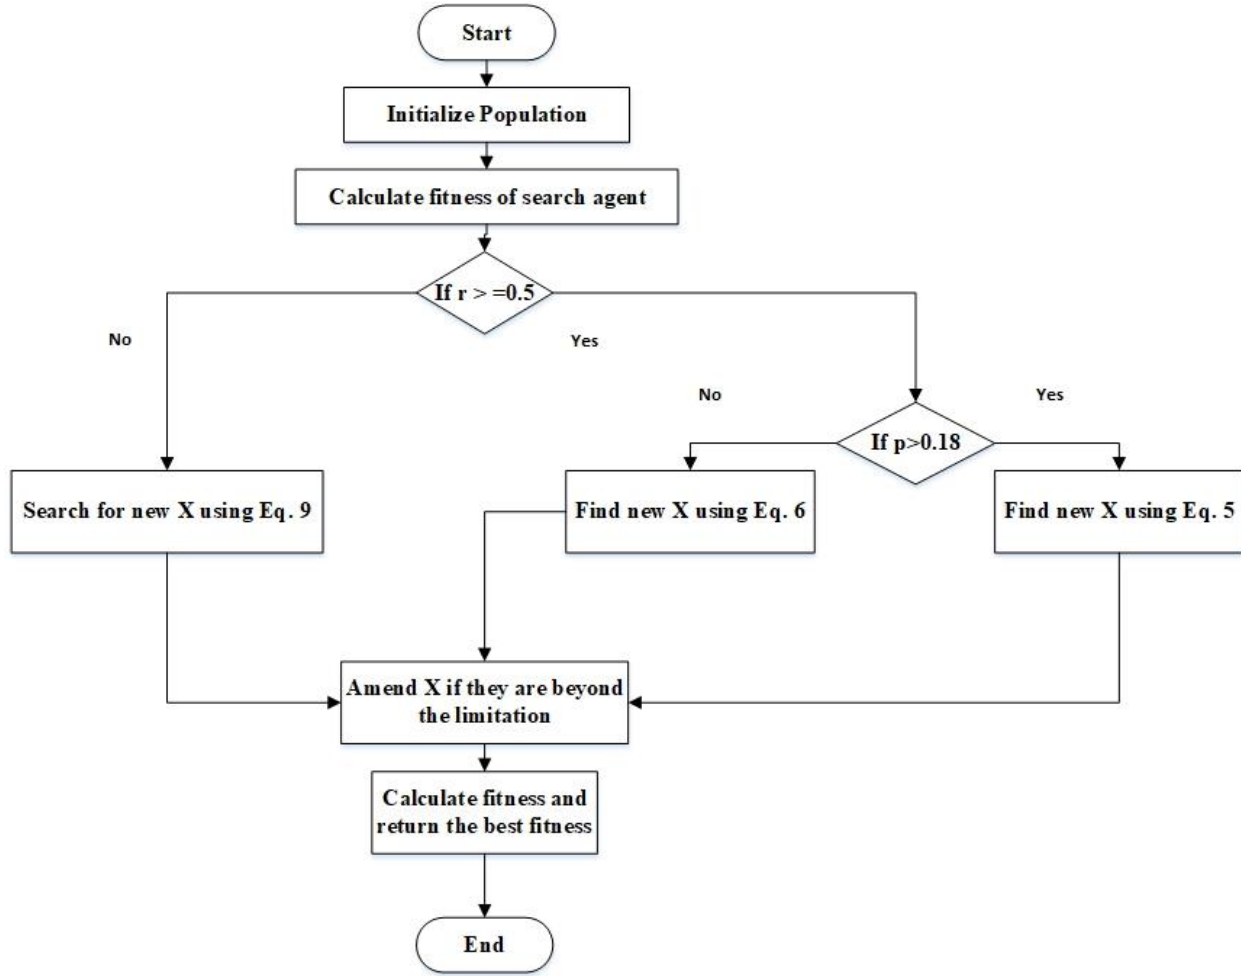 Start
Initialize Population
Calculate fitness of search agent
If r > =0.5
No
Yes
No
Yes
If p>0.18
Search for new X using Eq. 9
Find new X using Eq. 6
Find new X using Eq. 5
Amend X if they are beyond
the limitation
Calculate fitness and
return the best fitness
End